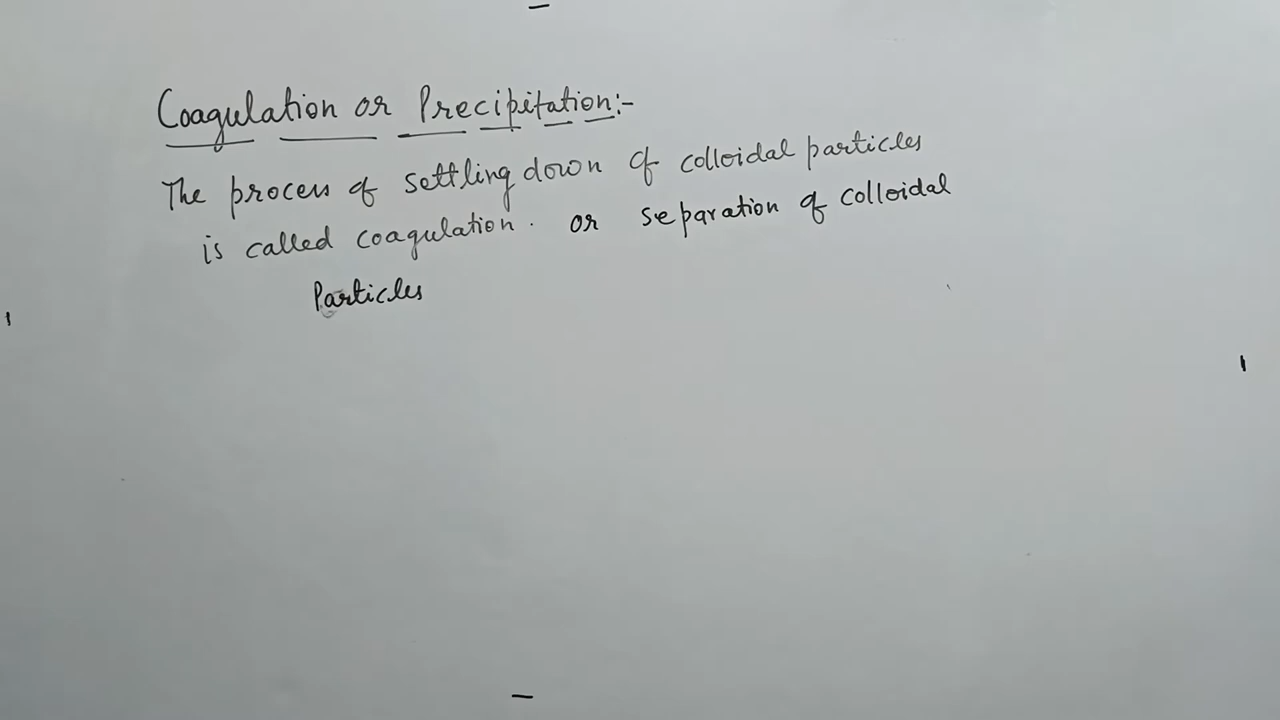 Coagulation or Precipitation:-
The process of settling down of colloidal particles
is called coagulation. or separation of colloidal
Particles